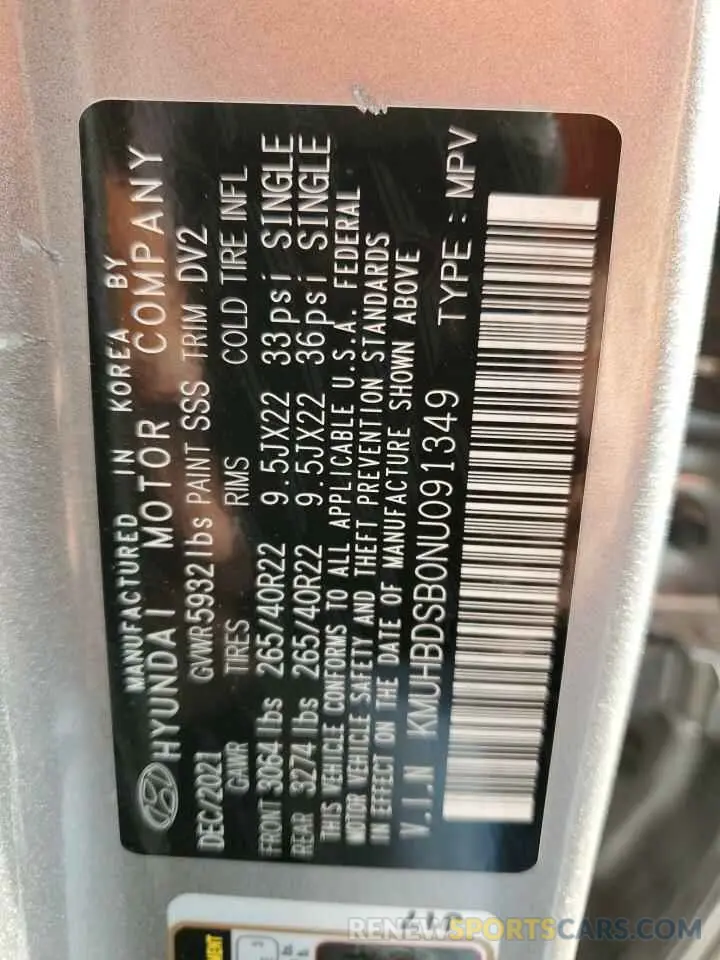 MANUFACTURED IN KOREA BY
HYUNDAI MOTOR COMPANY
DEC/2021 GVWR5932lbs PAINT SSS TRIM DV2
GAWR TIRES RIMS COLD TIRE INFL
FRONT 3064lbs 265/40R22 9.5JX22 33psi SINGLE
REAR 3274lbs 265/40R22 9.5JX22 36psi SINGLE
THIS VEHICLE CONFORMS TO ALL APPLICABLE U.S.A. FEDERAL
MOTOR VEHICLE SAFETY AND THEFT PREVENTION STANDARDS
IN EFFECT ON THE DATE OF MANUFACTURE SHOWN ABOVE
V.I.N KMUHBDSB0NU091349 TYPE : MPV
RENEWSPORTSCARS.COM